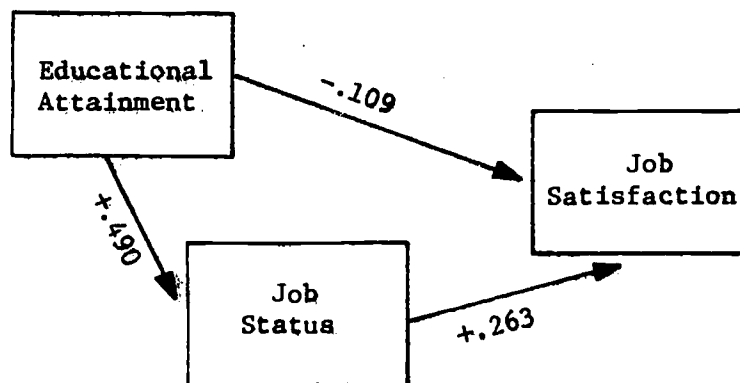 Educational
Attainment
-.109
Job
Satisfaction
+.490
Job
Status
+.263